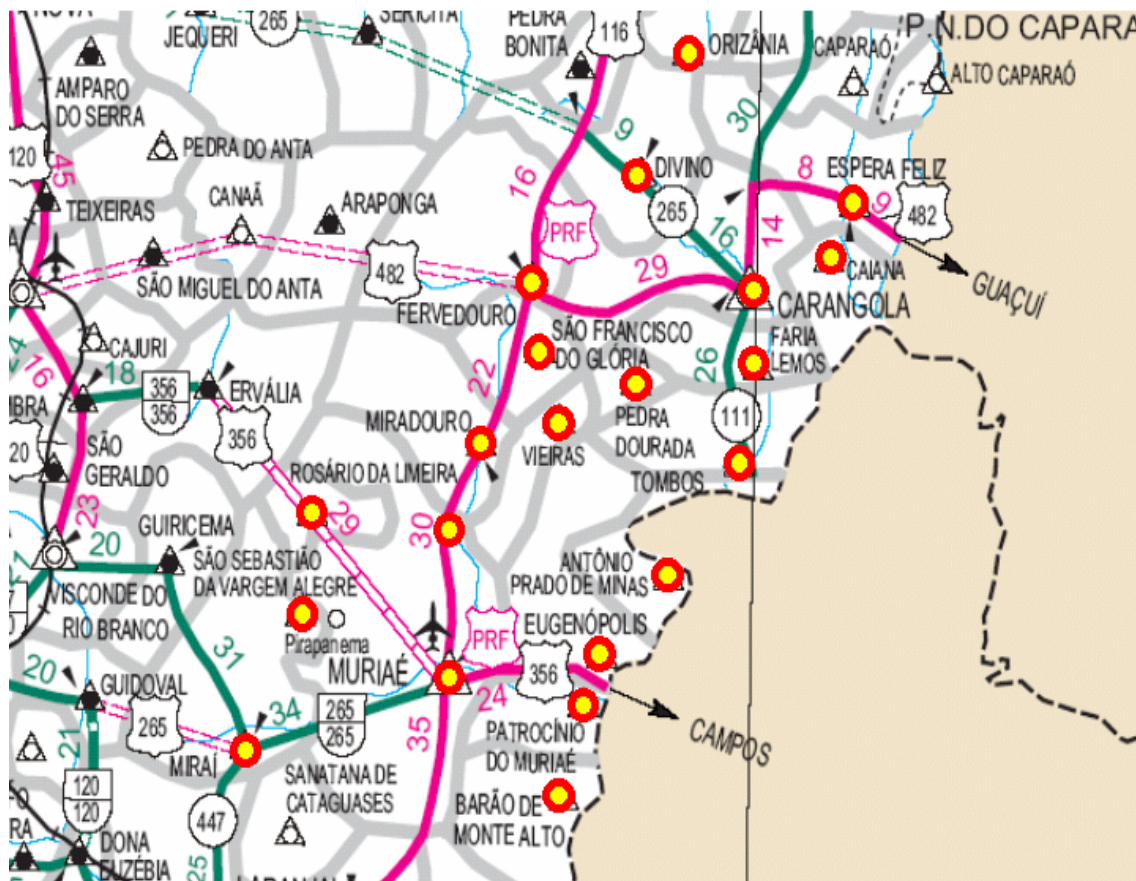 NOVA
265
JEQUERI
SERICITA
PEDRA
BONITA
116
ORIZÂNIA
P.N.DO CAPARA
CAPARAÓ
ALTO CAPARAÓ
AMPARO
DO SERRA
120
45
PEDRA DO ANTA
TEIXEIRAS
CANAÃ
ARAPONGA
16
9
DIVINO
265
16
30
8
ESPERA FELIZ
9
482
14
PRF
482
SÃO MIGUEL DO ANTA
FERVEDOURO
29
CAIANA
GUAÇUÍ
CARANGOLA
SÃO FRANCISCO
DO GLÓRIA
FARIA
LEMOS
26
24
CAJURI
16
18
356
356
ERVÁLIA
22
MIRADOURO
356
VIEIRAS
PEDRA
DOURADA
111
TOMBOS
SÃO
GERALDO
20
23
ROSÁRIO DA LIMEIRA
29
30
20
GUIRICEMA
SÃO SEBASTIÃO
DA VARGEM ALEGRE
ANTÔNIO
PRADO DE MINAS
VISCONDE DO
RIO BRANCO
Pirapanema
PRF
EUGENÓPOLIS
31
MURIAÉ
356
24
20
GUIDOVAL
265
34
265
265
35
CAMPOS
PATROCÍNIO
DO MURIAÉ
21
MIRAÍ
SANATANA DE
CATAGUASES
BARÃO DE
MONTE ALTO
120
120
447
DONA
EUZÉBIA
25